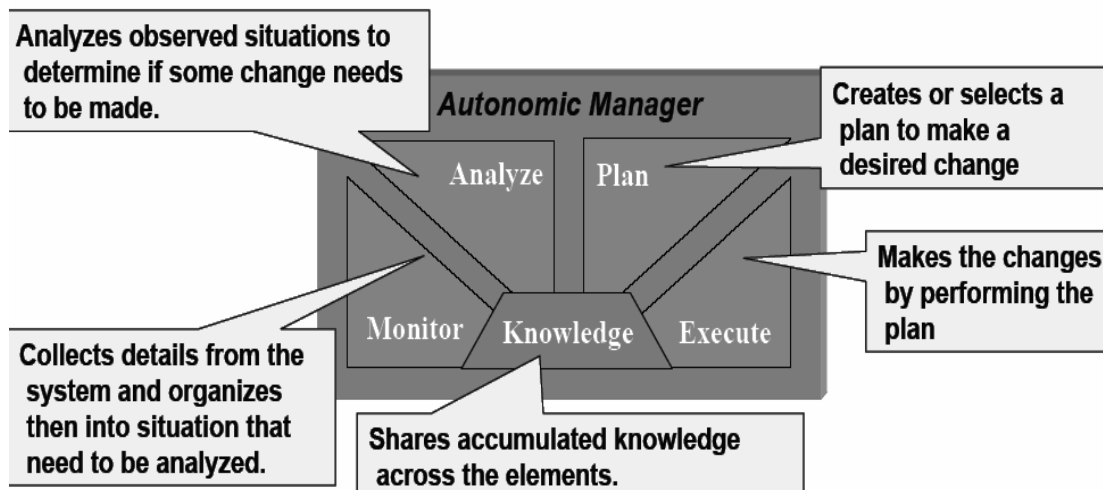 Analyzes observed situations to
determine if some change needs
to be made.
Autonomic Manager
Creates or selects a
plan to make a
desired change
Analyze
Plan
Makes the changes
by performing the
plan
Monitor
Knowledge
Execute
Collects details from the
system and organizes
then into situation that
need to be analyzed.
Shares accumulated knowledge
across the elements.